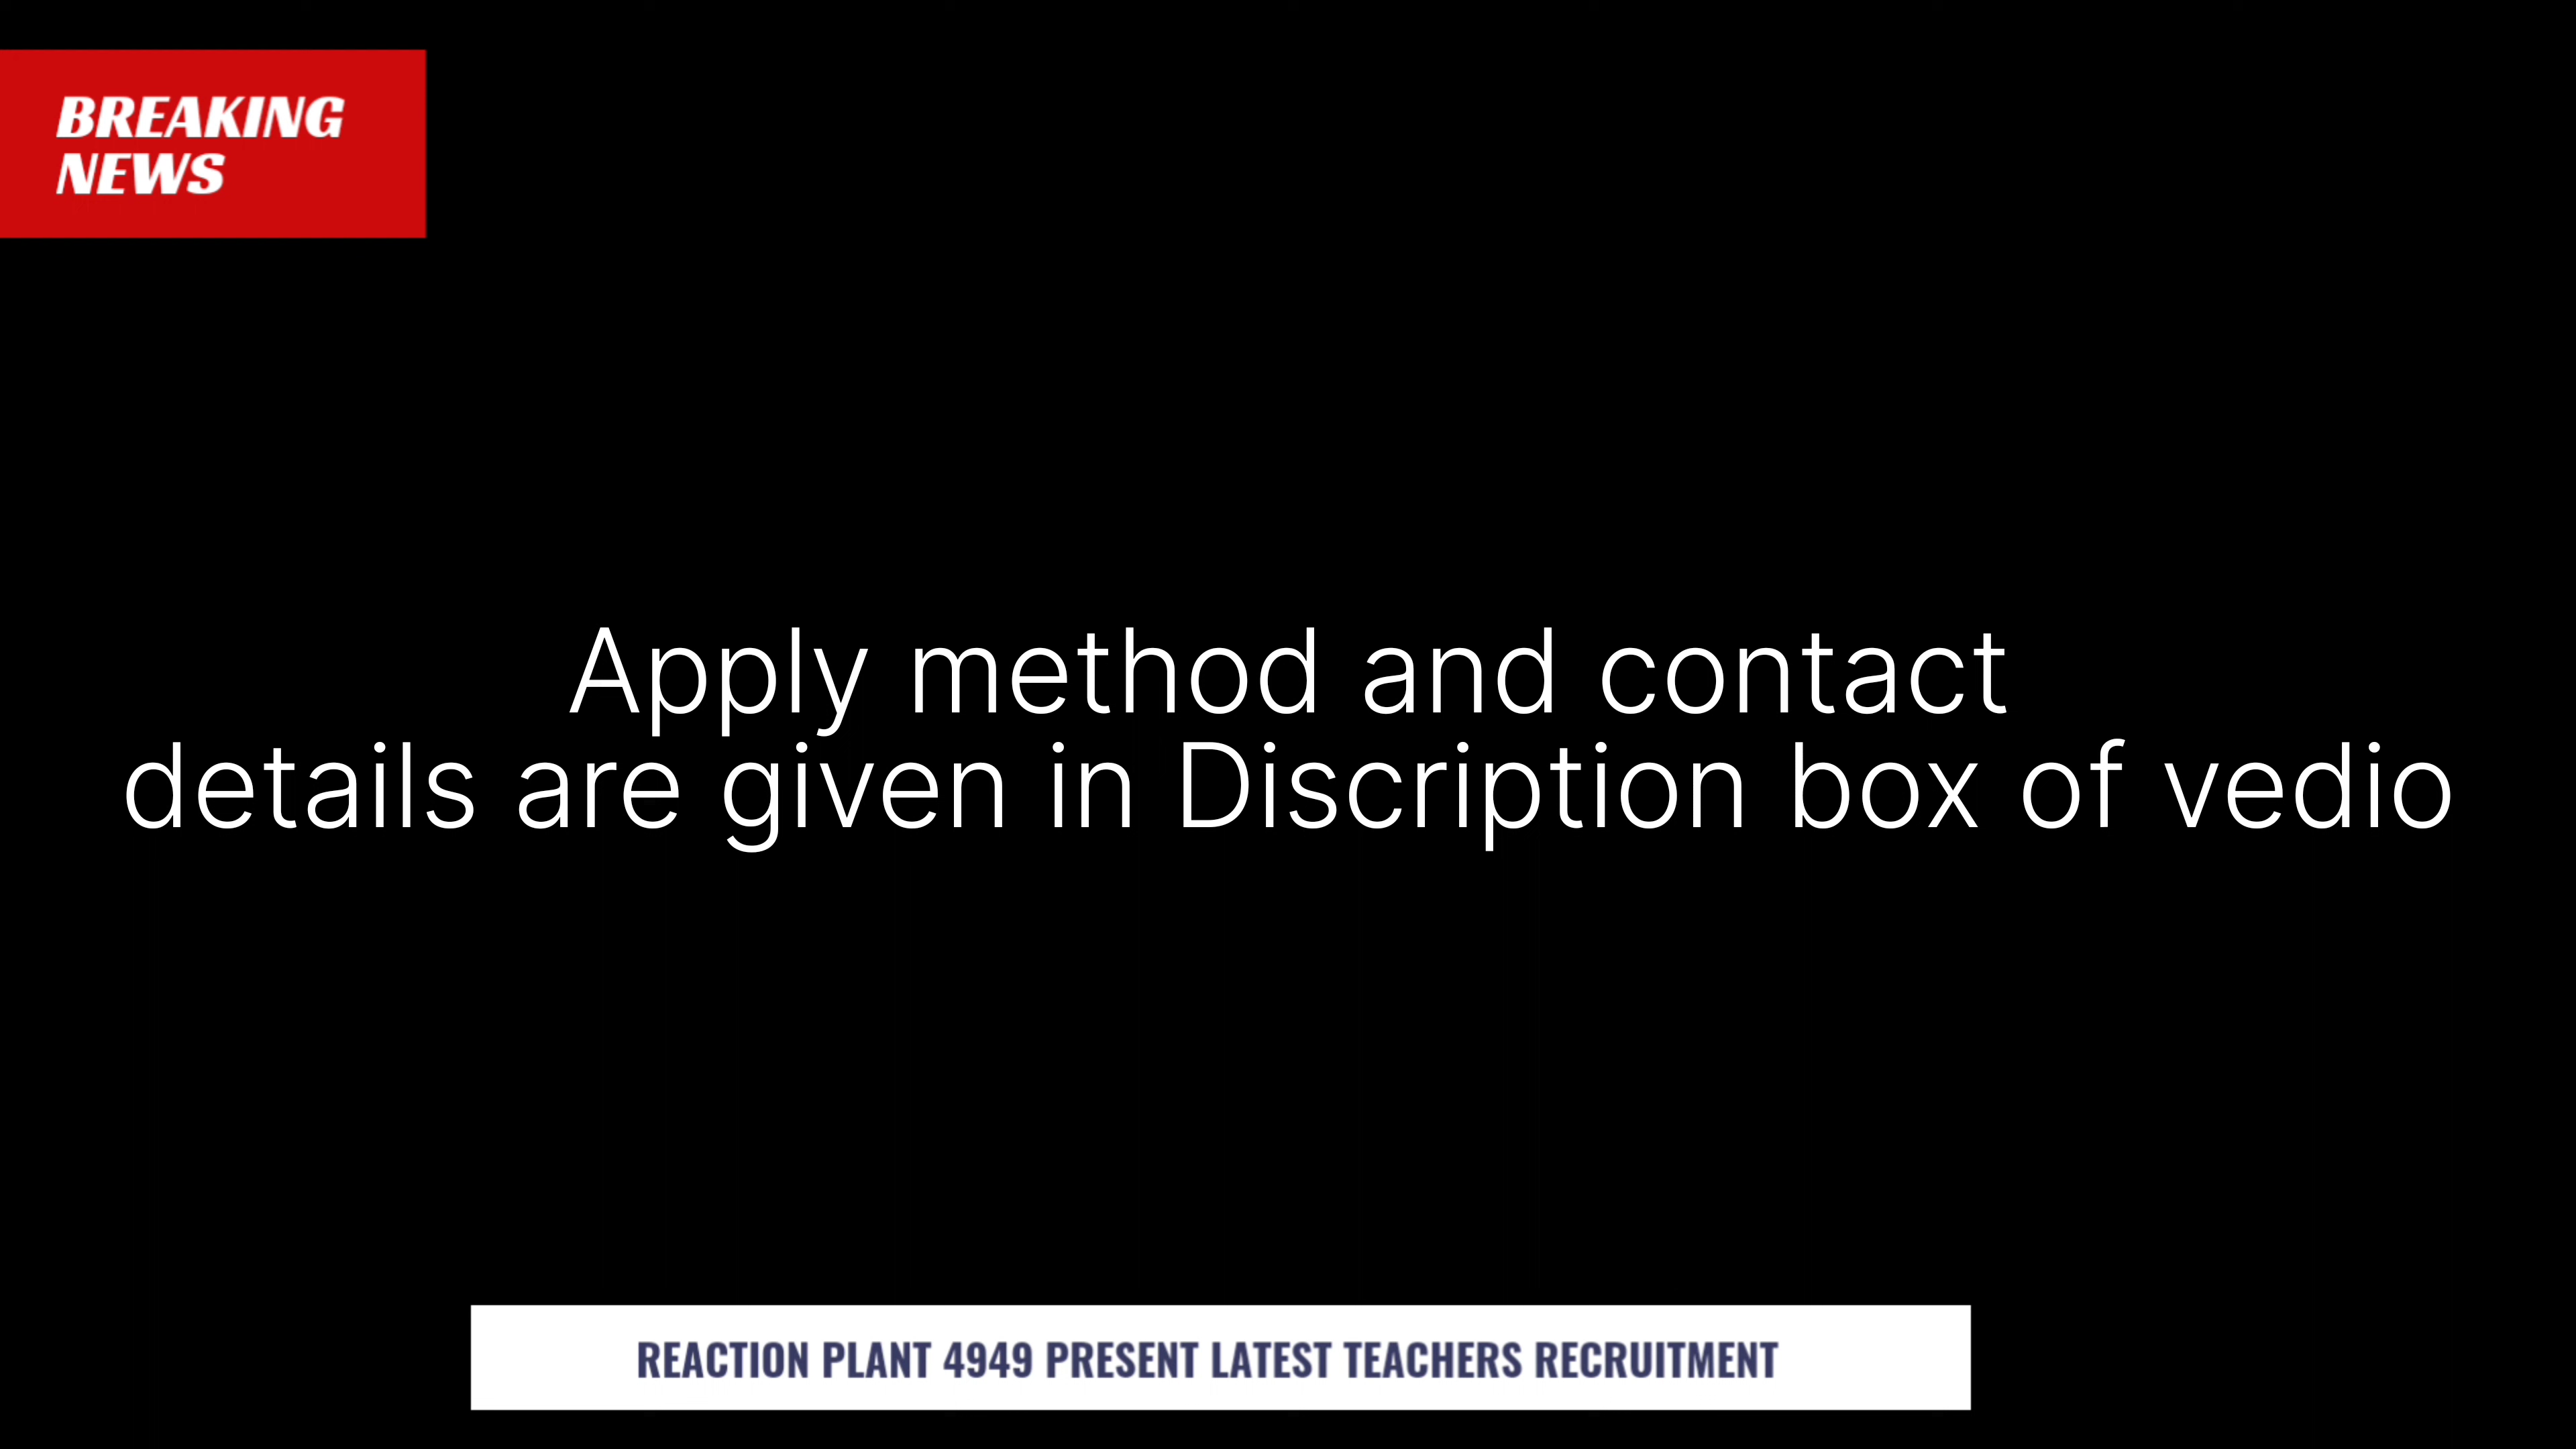 BREAKING
NEWS
Apply method and contact
details are given in Discription box of vedio
REACTION PLANT 4949 PRESENT LATEST TEACHERS RECRUITMENT